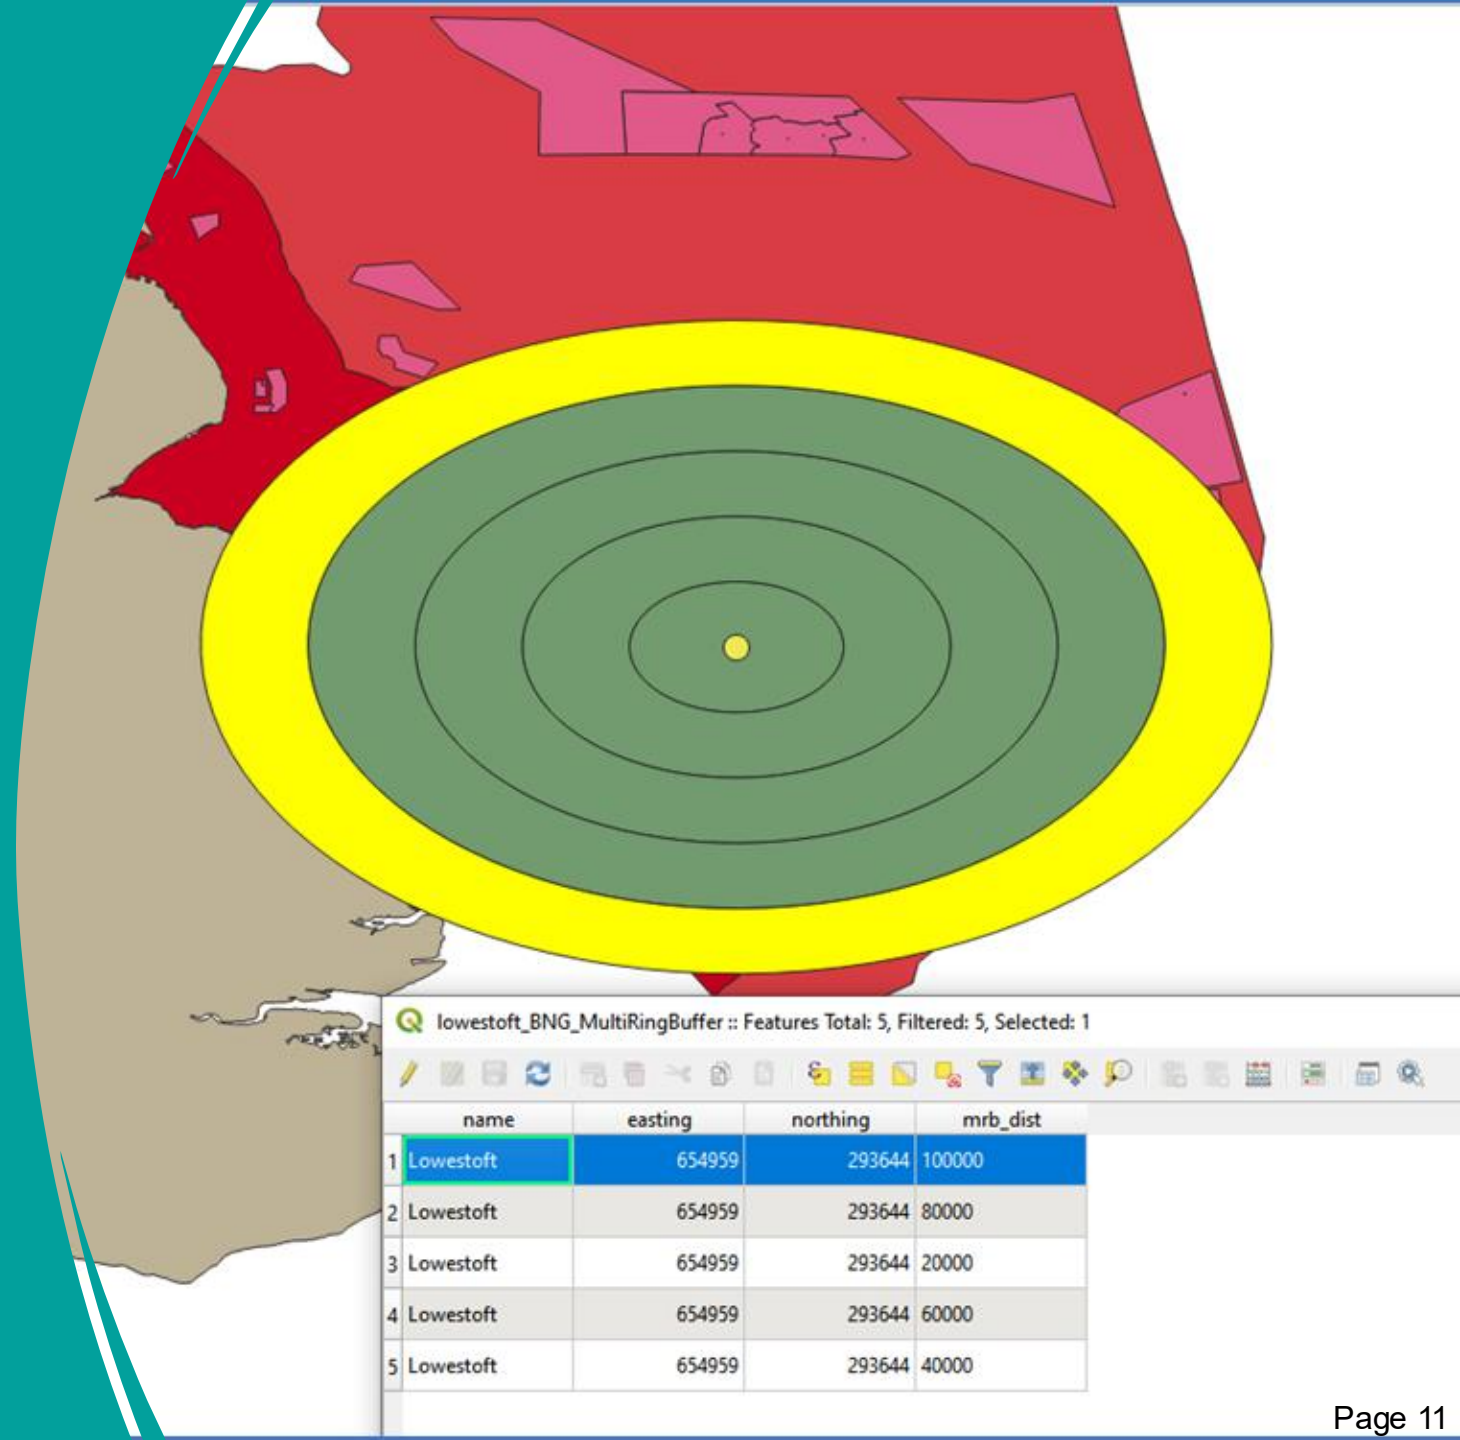 lowestoft_BNG_MultiRingBuffer :: Features Total: 5, Filtered: 5, Selected: 1
name easting northing mrb_dist
1 Lowestoft 654959 293644 100000
2 Lowestoft 654959 293644 80000
3 Lowestoft 654959 293644 20000
4 Lowestoft 654959 293644 60000
5 Lowestoft 654959 293644 40000
Page 11